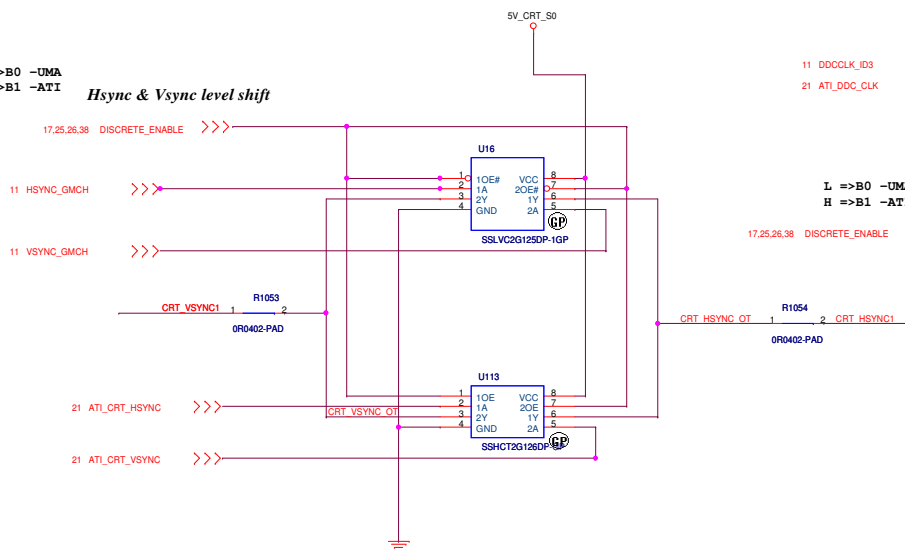 5V_CRT_S0
>B0 -UMA
>B1 -ATI
Hsync & Vsync level shift
11 DDCCLK_ID3
21 ATI_DDC_CLK
17,25,26,38 DISCRETE_ENABLE
U16
1 1OE# VCC 8
2 1A 2OE# 7
3 2Y 1Y 6
4 GND 2A 5
GP
SSLVC2G125DP-1GP
11 HSYNC_GMCH
L =>B0 -UMA
H =>B1 -ATI
17,25,26,38 DISCRETE_ENABLE
11 VSYNC_GMCH
CRT_VSYNC1 1 R1053 2
0R0402-PAD
CRT_HSYNC_OT 1 R1054 2 CRT_HSYNC1
0R0402-PAD
U113
1 1OE VCC 8
2 1A 2OE 7
3 2Y 1Y 6
4 GND 2A 5
GP
21 ATI_CRT_HSYNC
CRT_VSYNC_OT
21 ATI_CRT_VSYNC